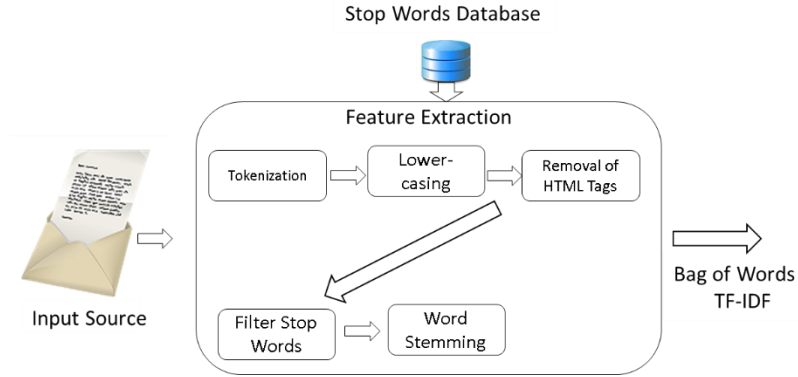 Stop Words Database
Feature Extraction
Tokenization
Lower-
casing
Removal of
HTML Tags
Input Source
Filter Stop
Words
Word
Stemming
Bag of Words
TF-IDF